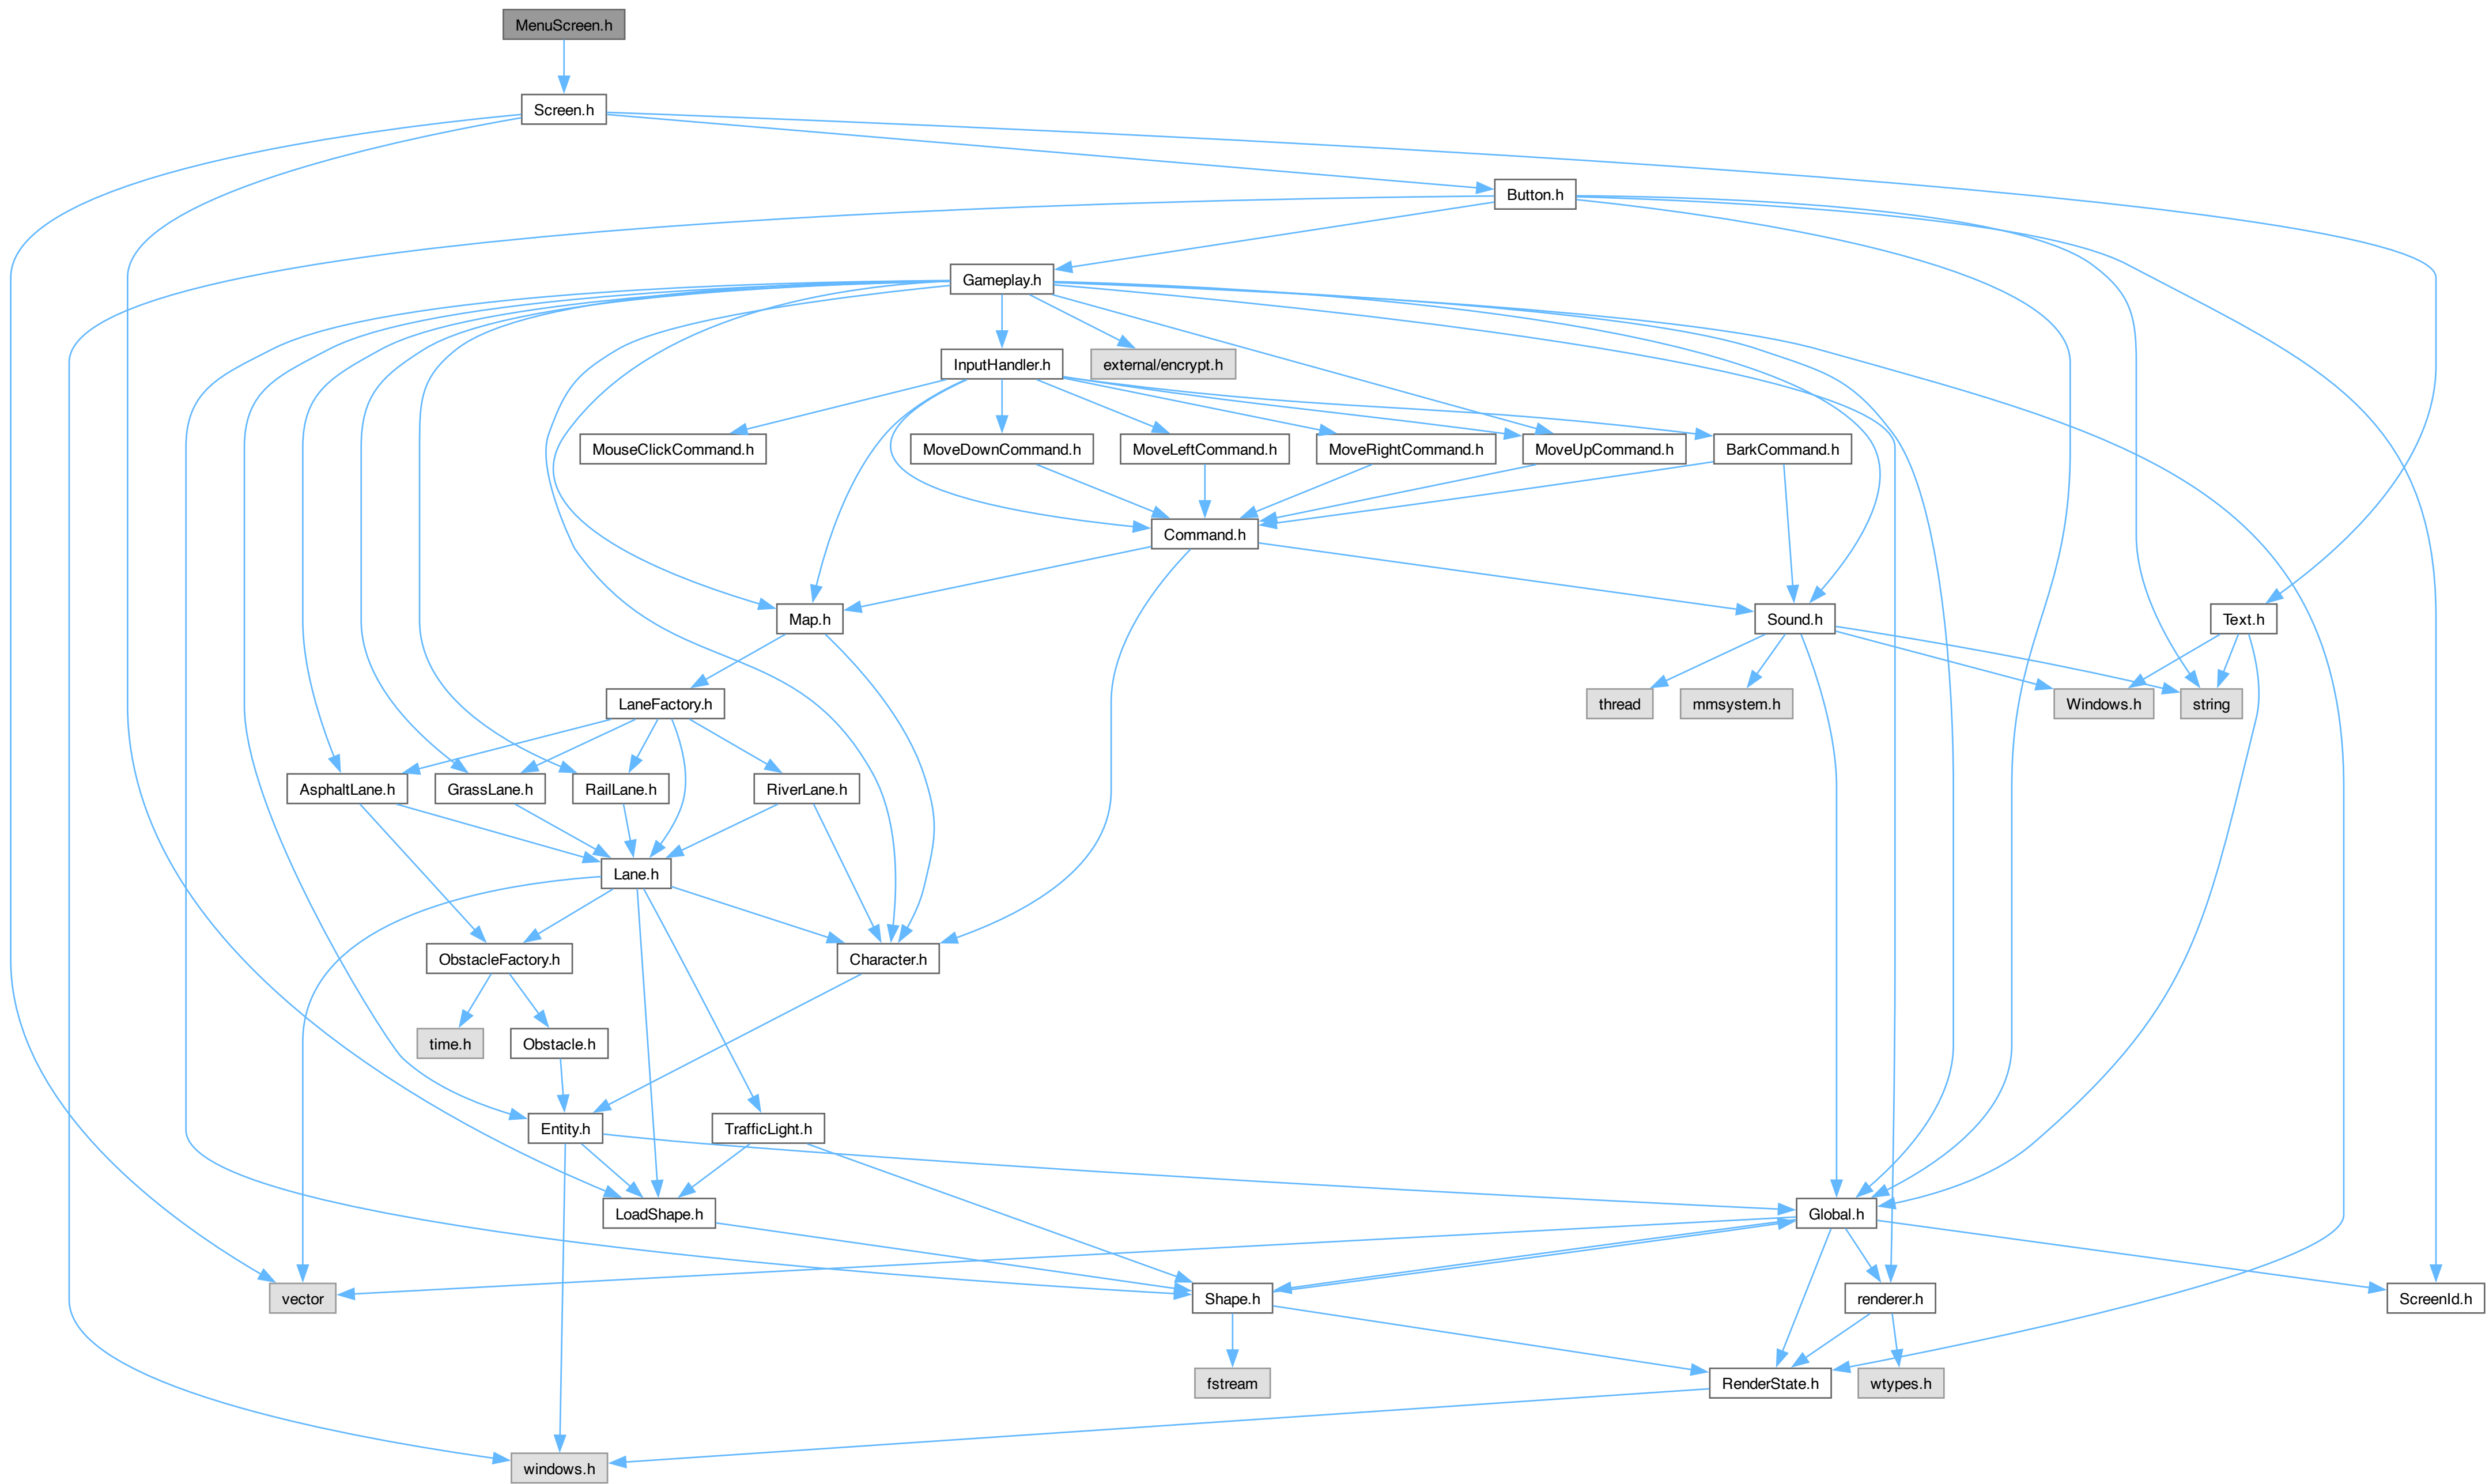 MenuScreen.h
Screen.h
Button.h
Gameplay.h
InputHandler.h
external/encrypt.h
MouseClickCommand.h
MoveDownCommand.h
MoveLeftCommand.h
MoveRightCommand.h
MoveUpCommand.h
BarkCommand.h
Command.h
Map.h
Sound.h
Text.h
LaneFactory.h
thread
mmsystem.h
Windows.h
string
AsphaltLane.h
GrassLane.h
RailLane.h
RiverLane.h
Lane.h
ObstacleFactory.h
Character.h
time.h
Obstacle.h
Entity.h
TrafficLight.h
LoadShape.h
Global.h
vector
Shape.h
renderer.h
ScreenId.h
fstream
RenderState.h
wtypes.h
windows.h